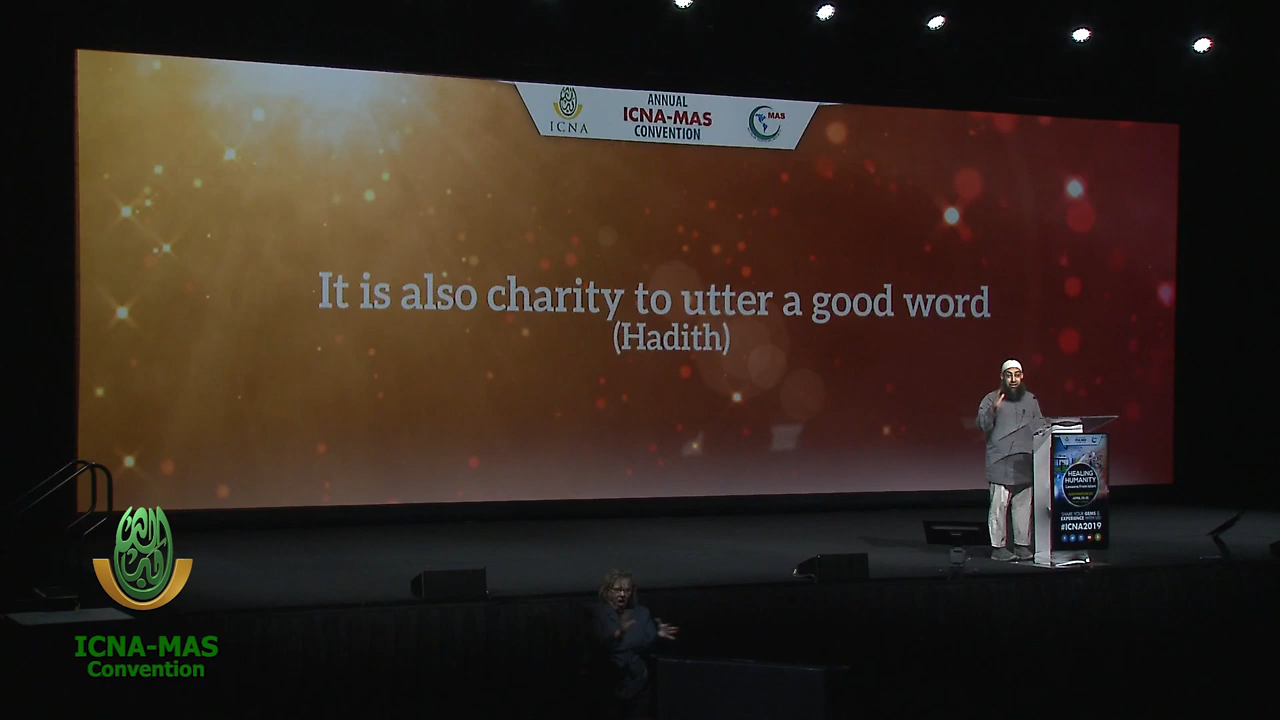 ANNUAL
ICNA-MAS
CONVENTION
ICNA
MAS
It is also charity to utter a good word
(Hadith)
HEALING
HUMANITY
#ICNA2019
ICNA-MAS
Convention